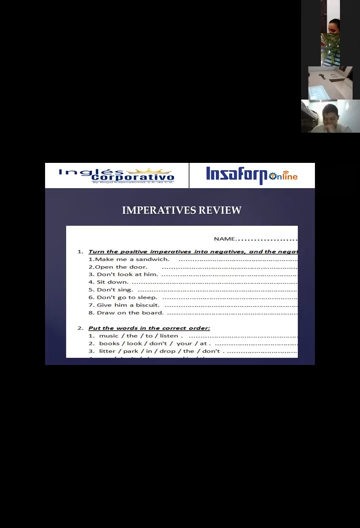 Inglés
Corporativo
Insaforp Online
IMPERATIVES REVIEW
NAME....................
1. Turn the positive imperatives into negatives, and the negat
1.Make me a sandwich. ....................
2.Open the door. ....................
3. Don't look at him. ....................
4. Sit down. ....................
5. Don't sing. ....................
6. Don't go to sleep. ....................
7. Give him a biscuit. ....................
8. Draw on the board. ....................
2. Put the words in the correct order:
1. music / the / to / listen . ....................
2. books / look / don't / your / at . ....................
3. litter / park / in / drop / the / don't . ....................